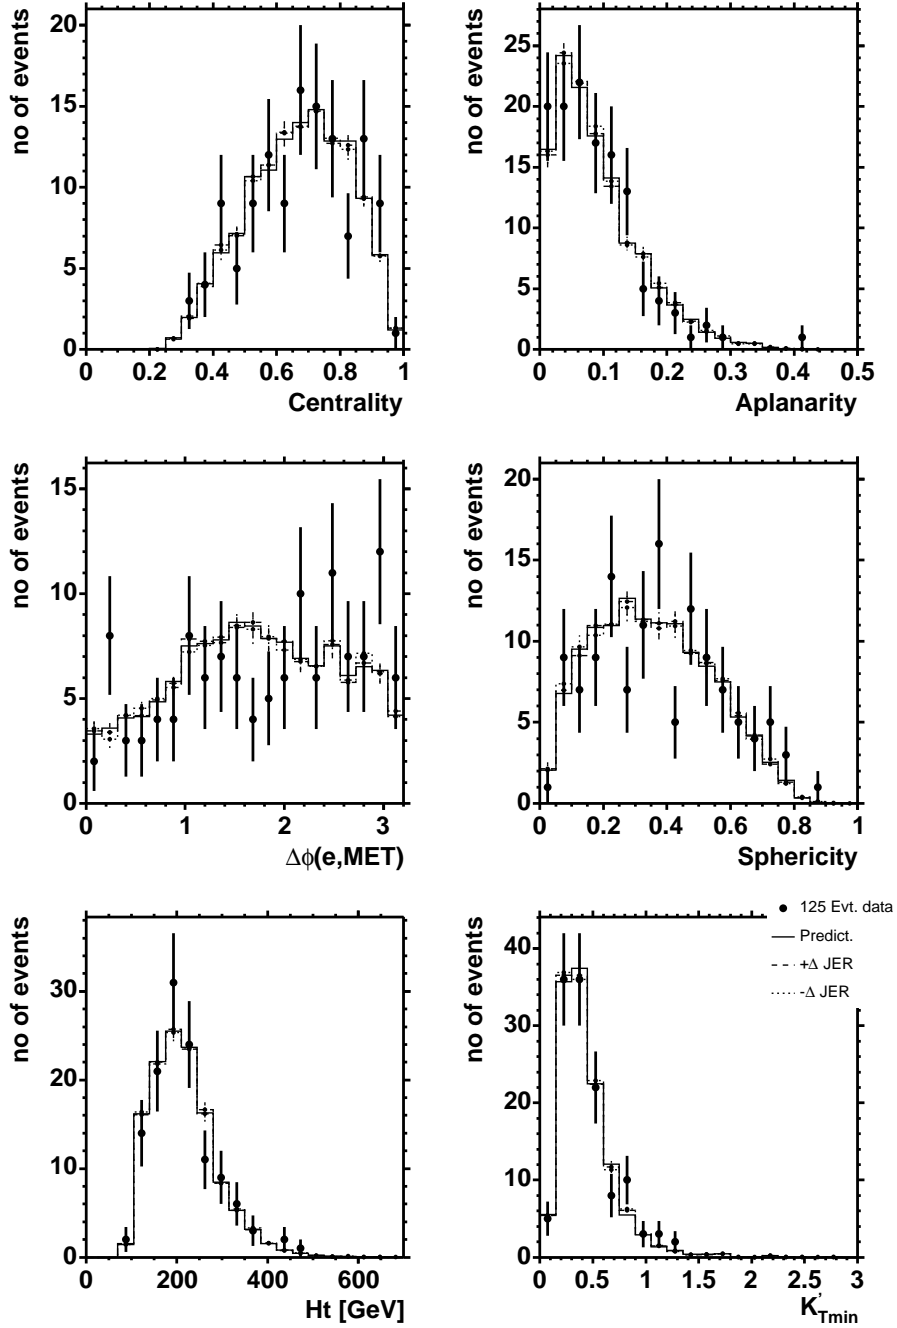 no of events
20
15
10
5
0
0 0.2 0.4 0.6 0.8 1
Centrality
no of events
25
20
15
10
5
0
0 0.1 0.2 0.3 0.4 0.5
Aplanarity
no of events
15
10
5
0
0 1 2 3
Δϕ(e,MET)
no of events
20
15
10
5
0
0 0.2 0.4 0.6 0.8 1
Sphericity
no of events
30
20
10
0
0 200 400 600
Ht [GeV]
no of events
40
30
20
10
0
0 0.5 1 1.5 2 2.5 3
K'Tmin
125 Evt. data
Predict.
+Δ JER
-Δ JER